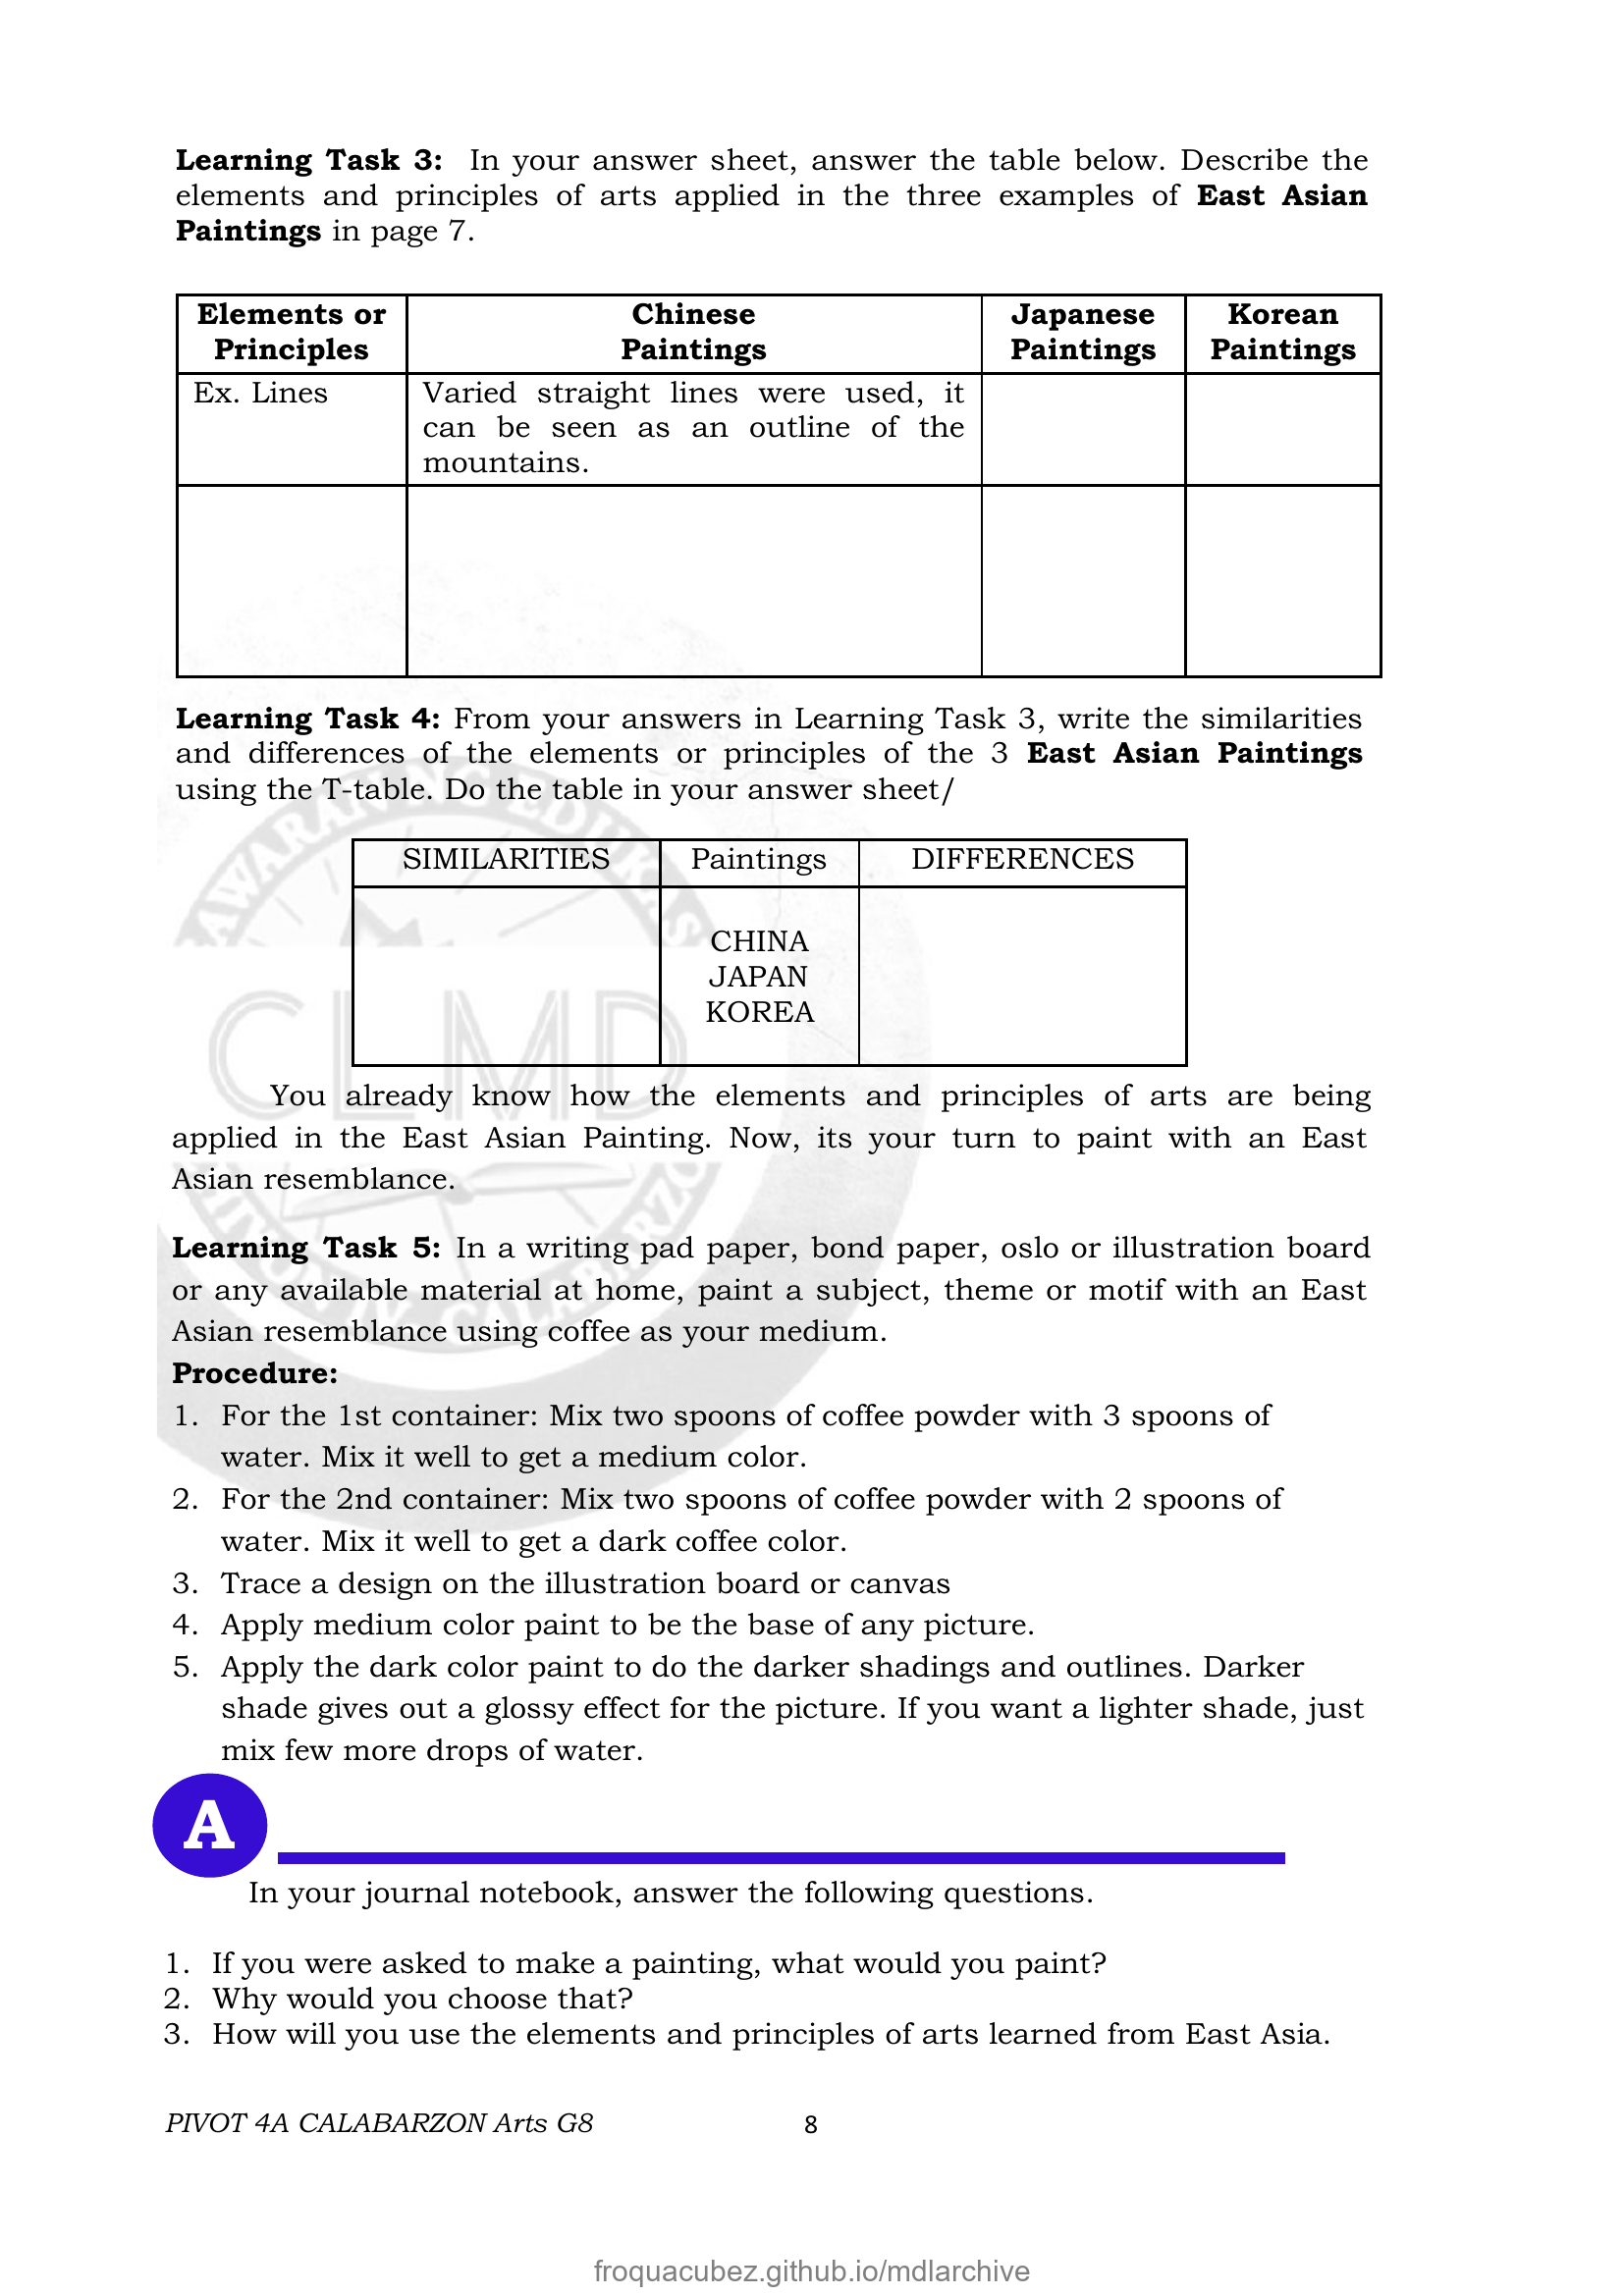 Learning Task 3: In your answer sheet, answer the table below. Describe the
elements and principles of arts applied in the three examples of East Asian
Paintings in page 7.
Elements or Principles
Chinese Paintings
Japanese Paintings
Korean Paintings
Ex. Lines
Varied straight lines were used, it
can be seen as an outline of the
mountains.
Learning Task 4: From your answers in Learning Task 3, write the similarities
and differences of the elements or principles of the 3 East Asian Paintings
using the T-table. Do the table in your answer sheet/
SIMILARITIES
Paintings
DIFFERENCES
CHINA
JAPAN
KOREA
CLMD
You already know how the elements and principles of arts are being
applied in the East Asian Painting. Now, its your turn to paint with an East
Asian resemblance.
Learning Task 5: In a writing pad paper, bond paper, oslo or illustration board
or any available material at home, paint a subject, theme or motif with an East
Asian resemblance using coffee as your medium.
Procedure:
1. For the 1st container: Mix two spoons of coffee powder with 3 spoons of
water. Mix it well to get a medium color.
2. For the 2nd container: Mix two spoons of coffee powder with 2 spoons of
water. Mix it well to get a dark coffee color.
3. Trace a design on the illustration board or canvas
4. Apply medium color paint to be the base of any picture.
5. Apply the dark color paint to do the darker shadings and outlines. Darker
shade gives out a glossy effect for the picture. If you want a lighter shade, just
mix few more drops of water.
A
In your journal notebook, answer the following questions.
1. If you were asked to make a painting, what would you paint?
2. Why would you choose that?
3. How will you use the elements and principles of arts learned from East Asia.
PIVOT 4A CALABARZON Arts G8
8
froquacubez.github.io/mdlarchive